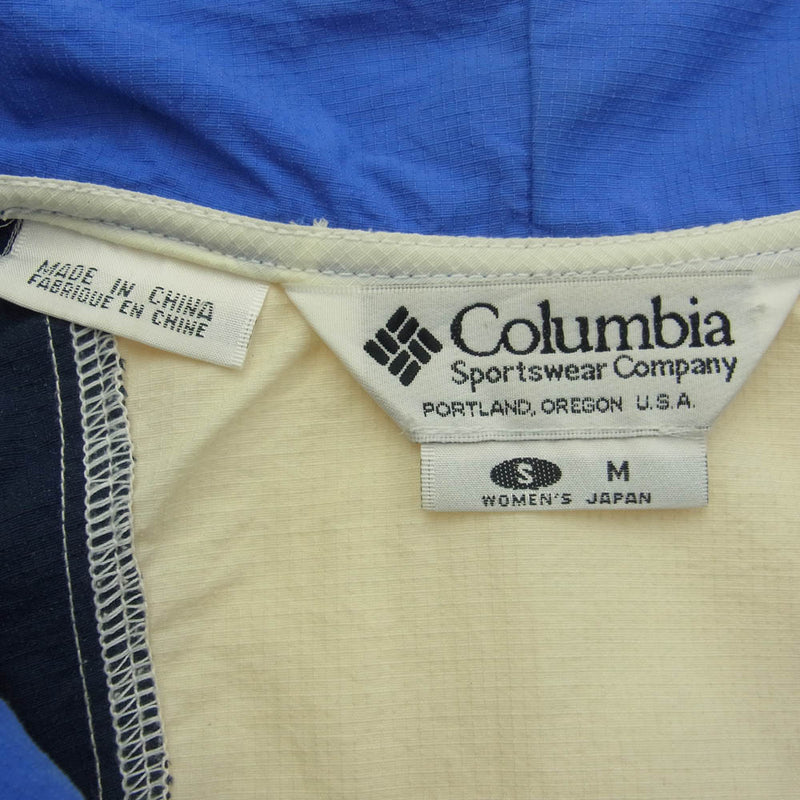 MADE IN CHINA
FABRIQUE EN CHINE
Columbia
Sportswear Company
PORTLAND, OREGON U.S.A.
S M
WOMEN'S JAPAN